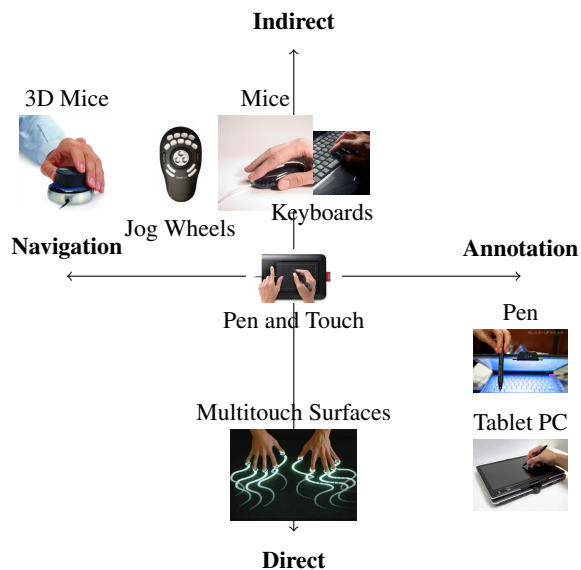 Indirect
3D Mice
Mice
Keyboards
Jog Wheels
Navigation
Annotation
Pen and Touch
Pen
Multitouch Surfaces
Tablet PC
Direct